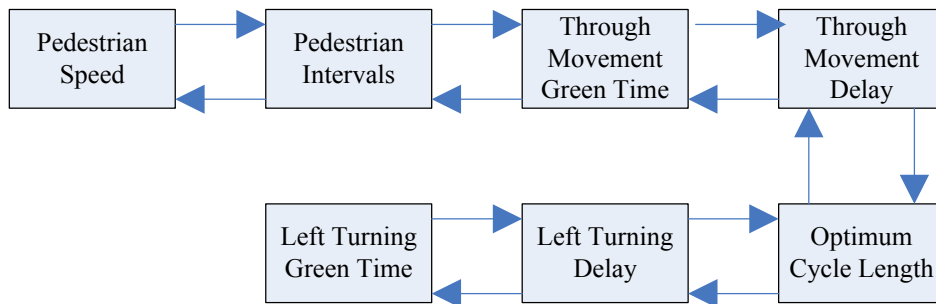 Pedestrian
Speed
Pedestrian
Intervals
Through
Movement
Green Time
Through
Movement
Delay
Left Turning
Green Time
Left Turning
Delay
Optimum
Cycle Length